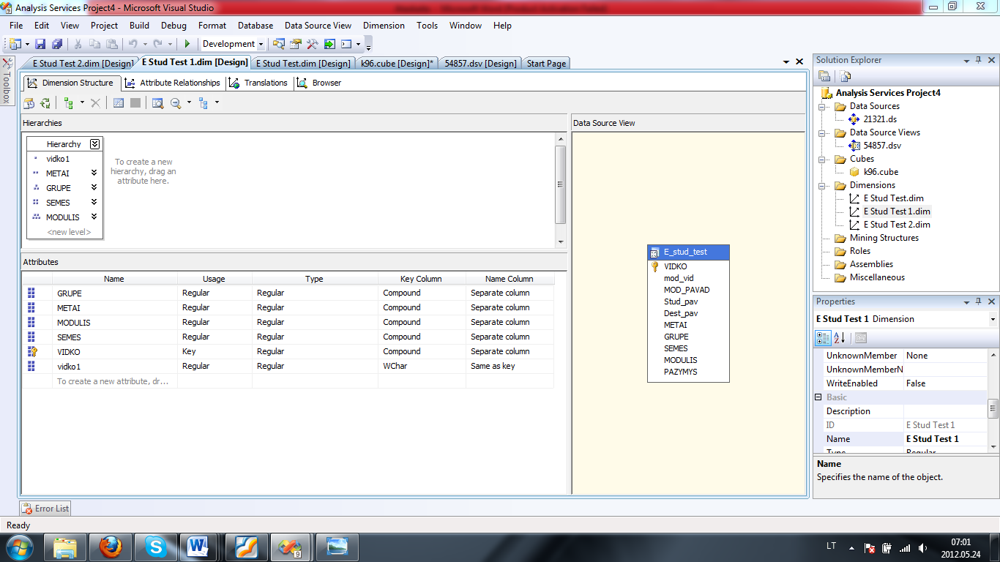 Analysis Services Project4 - Microsoft Visual Studio
File Edit View Project Build Debug Format Database Data Source View Dimension Tools Window Help
Development
E Stud Test 2.dim [Design] E Stud Test 1.dim [Design] E Stud Test.dim [Design] k96.cube [Design]* 54857.dsv [Design] Start Page
Toolbox
Dimension Structure Attribute Relationships Translations Browser
Hierarchies
Hierarchy
vidko1
METAI
GRUPE
SEMES
MODULIS
<new level>
To create a new
hierarchy, drag an
attribute here.
Attributes
Name Usage Type Key Column Name Column
GRUPE Regular Regular Compound Separate column
METAI Regular Regular Compound Separate column
MODULIS Regular Regular Compound Separate column
SEMES Regular Regular Compound Separate column
VIDKO Key Regular Compound Separate column
vidko1 Regular Regular WChar Same as key
To create a new attribute, dr...
Data Source View
E_stud_test
VIDKO
mod_vid
MOD_PAVAD
Stud_pav
Dest_pav
METAI
GRUPE
SEMES
MODULIS
PAZYMYS
Solution Explorer
Analysis Services Project4
Data Sources
21321.ds
Data Source Views
54857.dsv
Cubes
k96.cube
Dimensions
E Stud Test.dim
E Stud Test 1.dim
E Stud Test 2.dim
Mining Structures
Roles
Assemblies
Miscellaneous
Properties
E Stud Test 1 Dimension
UnknownMember None
UnknownMemberN
WriteEnabled False
Basic
Description
ID E Stud Test 1
Name E Stud Test 1
Type Regular
Name
Specifies the name of the object.
Error List
Ready
LT
07:01
2012.05.24